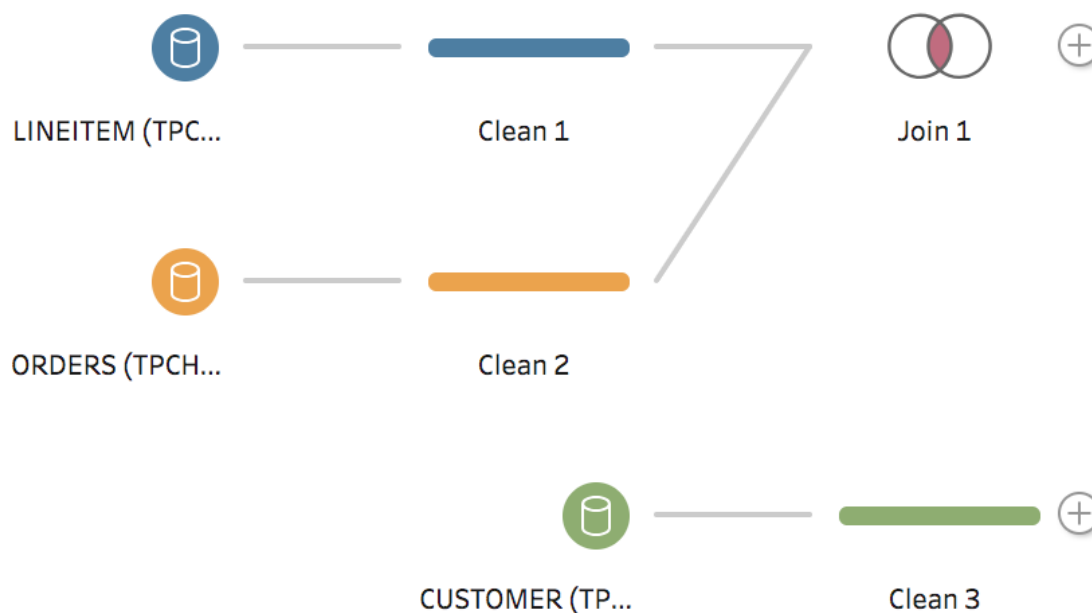 LINEITEM (TPC...
Clean 1
Join 1
ORDERS (TPCH...
Clean 2
CUSTOMER (TP...
Clean 3